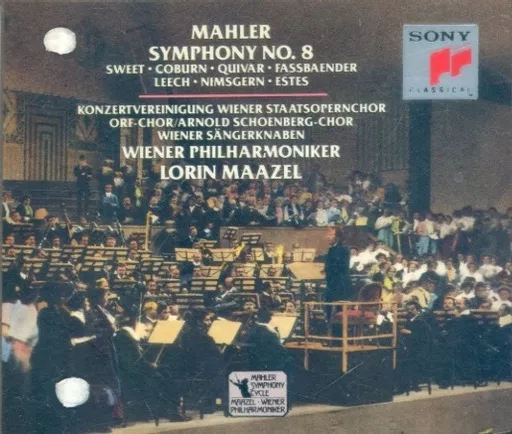 MAHLER
SYMPHONY NO. 8
SWEET · COBURN · QUIVAR · FASSBAENDER
LEECH · NIMSGERN · ESTES
KONZERTVEREINIGUNG WIENER STAATSOPERNCHOR
ORF-CHOR/ARNOLD SCHOENBERG-CHOR
WIENER SÄNGERKNABEN
WIENER PHILHARMONIKER
LORIN MAAZEL
SONY
CLASSICAL
MAHLER
SYMPHONY
CYCLE
MAAZEL · WIENER
PHILHARMONIKER